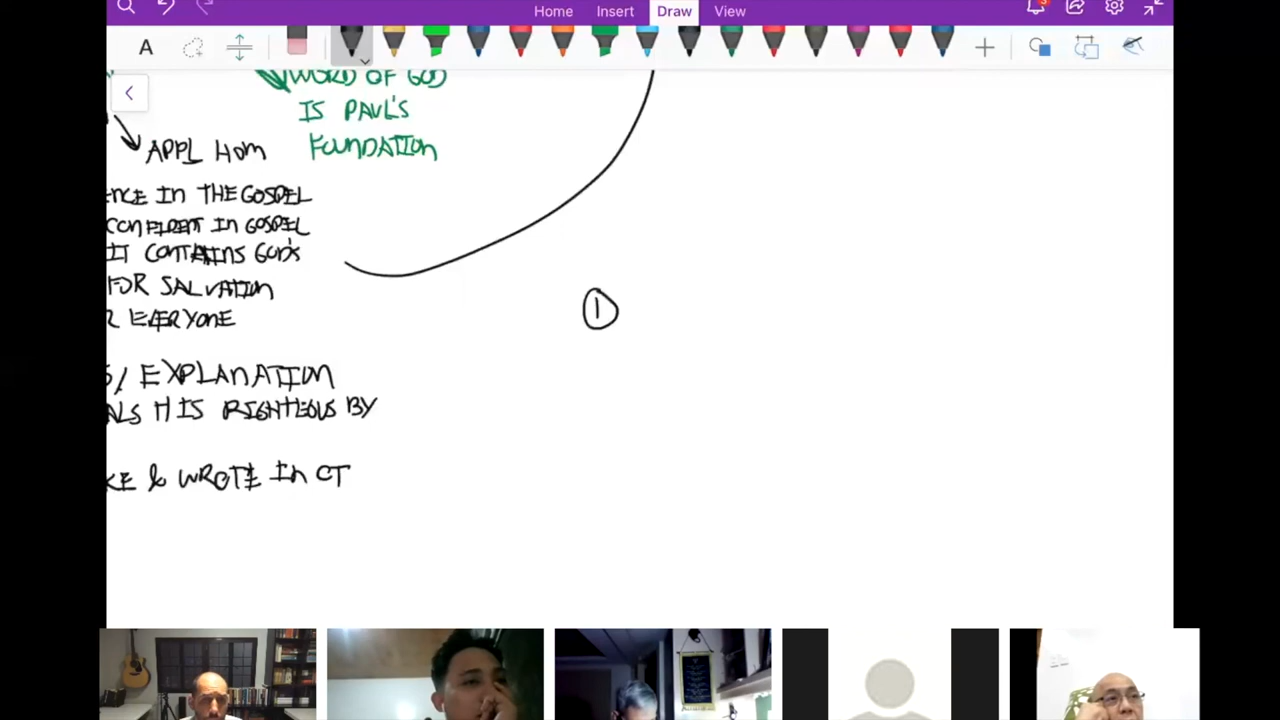 Home Insert Draw View
WORD OF GOD
IS PAUL'S
FOUNDATION
APPL HOM
ENCE IN THE GOSPEL
CONFIDENT IN GOSPEL
IT CONTAINS GOD'S
FOR SALVATION
R EVERYONE
1
S/ EXPLANATION
ALS HIS RIGHTEOUS BY
KE & WROTE IN OT